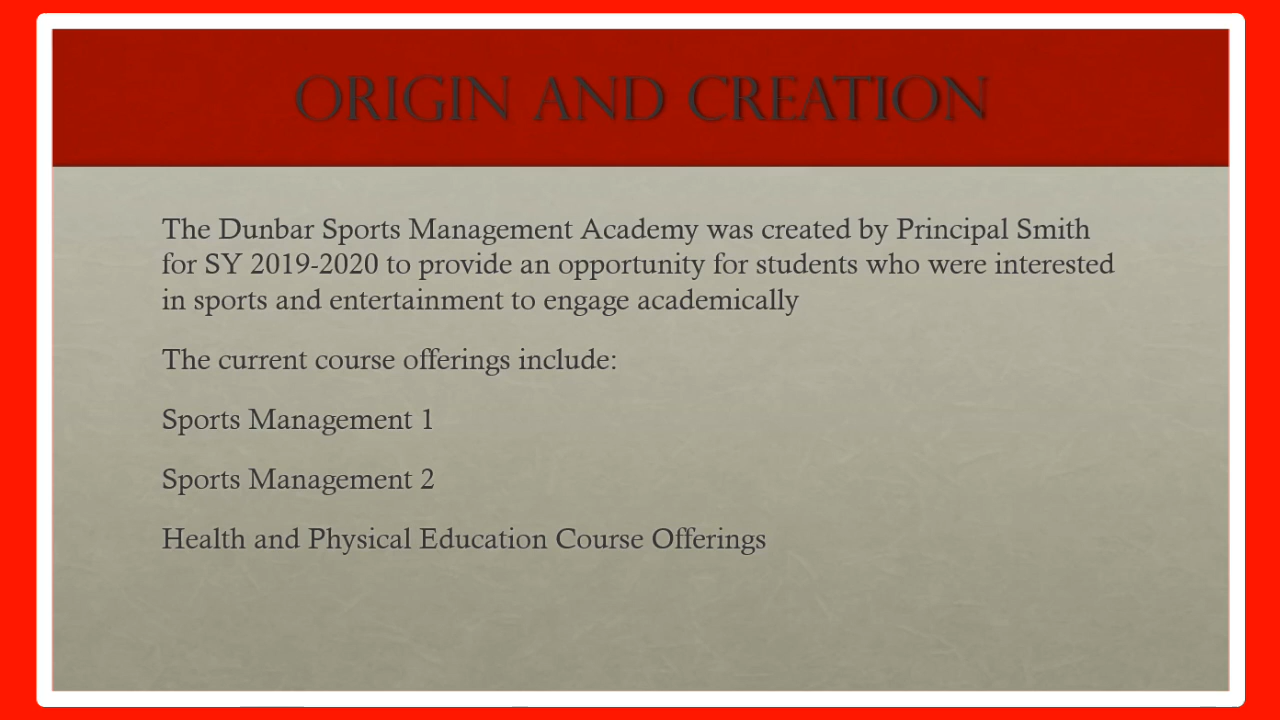 ORIGIN AND CREATION
The Dunbar Sports Management Academy was created by Principal Smith
for SY 2019-2020 to provide an opportunity for students who were interested
in sports and entertainment to engage academically
The current course offerings include:
Sports Management 1
Sports Management 2
Health and Physical Education Course Offerings